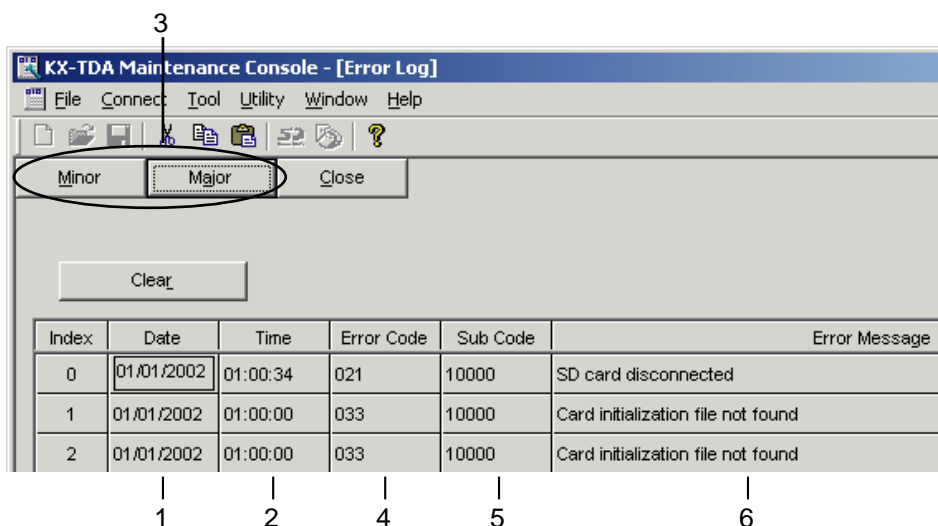 3
KX-TDA Maintenance Console - [Error Log]
File Connect Tool Utility Window Help
Minor Major Close
Clear
Index Date Time Error Code Sub Code Error Message
0 01/01/2002 01:00:34 021 10000 SD card disconnected
1 01/01/2002 01:00:00 033 10000 Card initialization file not found
2 01/01/2002 01:00:00 033 10000 Card initialization file not found
1 2 4 5 6